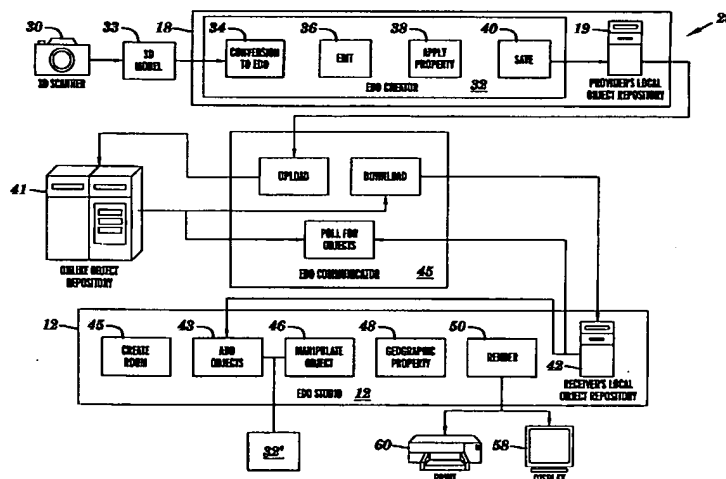 30
33
18
34
36
38
40
19
2
3D SCANNER
3D
MODEL
CONVERSION
TO EDO
EDIT
APPLY
PROPERTY
SAVE
EDO CREATOR
32
PROVIDER'S LOCAL
OBJECT REPOSITORY
41
UPLOAD
DOWNLOAD
POLL FOR
OBJECTS
ONLINE OBJECT
REPOSITORY
EDO COMMUNICATOR
45
12
45
43
46
48
50
CREATE
ROOM
ADD
OBJECTS
MANIPULATE
OBJECT
GEOGRAPHIC
PROPERTY
RENDER
42
EDO STUDIO
12
RECEIVER'S LOCAL
OBJECT REPOSITORY
32'
60
58
PRINT
DISPLAY